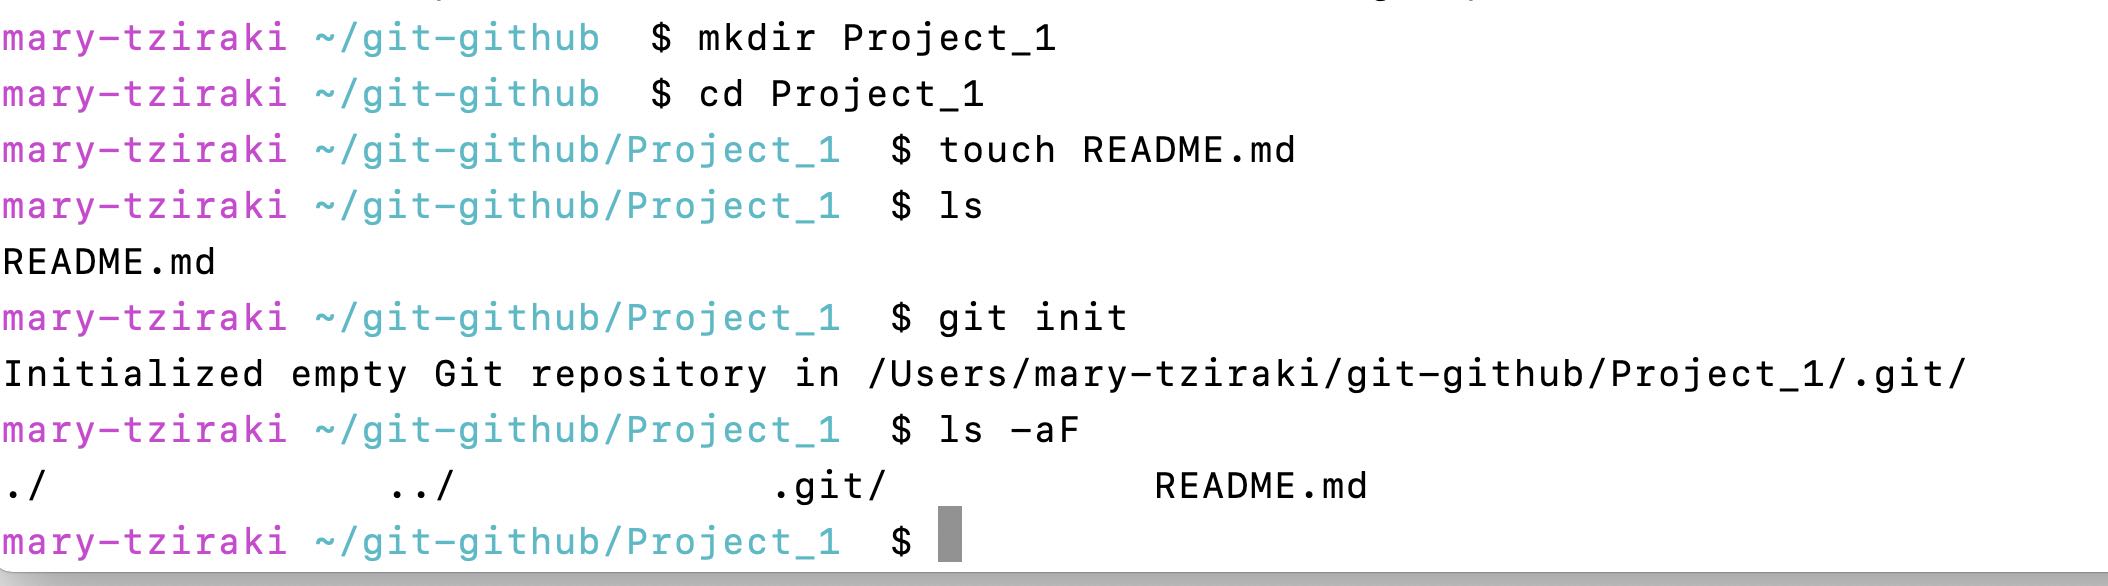 mary-tziraki ~/git-github  $ mkdir Project_1
mary-tziraki ~/git-github  $ cd Project_1
mary-tziraki ~/git-github/Project_1  $ touch README.md
mary-tziraki ~/git-github/Project_1  $ ls
README.md
mary-tziraki ~/git-github/Project_1  $ git init
Initialized empty Git repository in /Users/mary-tziraki/git-github/Project_1/.git/
mary-tziraki ~/git-github/Project_1  $ ls -aF
./ ../ .git/ README.md
mary-tziraki ~/git-github/Project_1  $